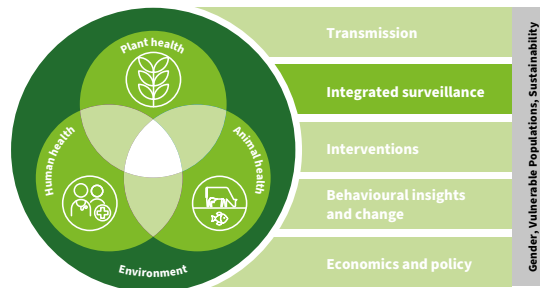 Plant health
Human health
Animal health
Environment
Transmission
Integrated surveillance
Interventions
Behavioural insights
and change
Economics and policy
Gender, Vulnerable Populations, Sustainability